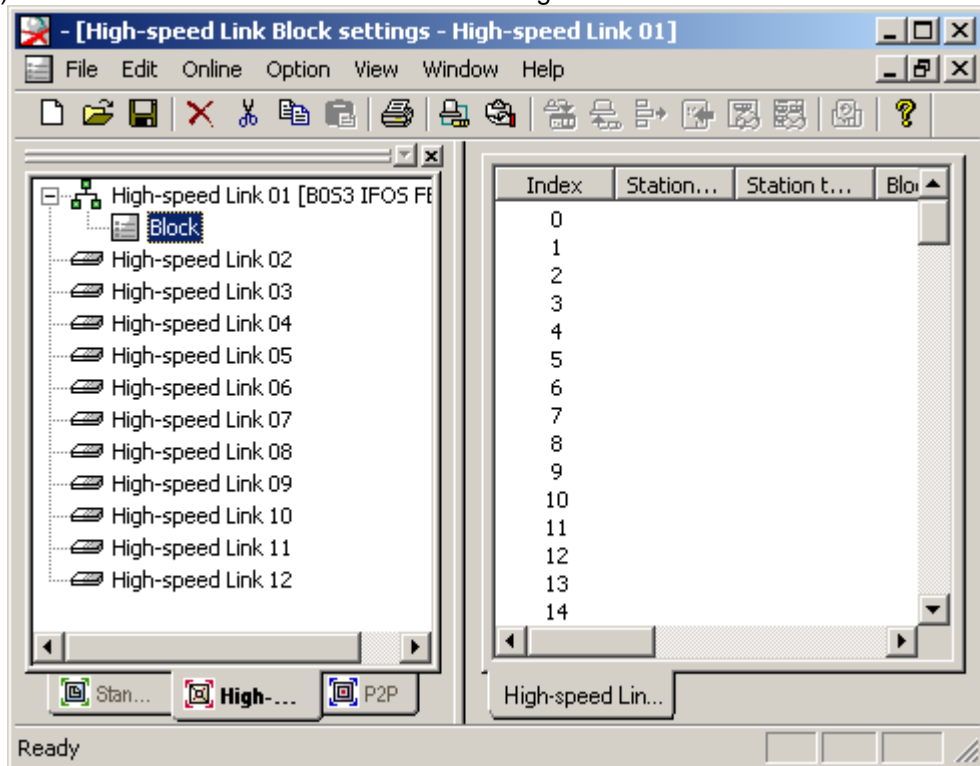 )
- [High-speed Link Block settings - High-speed Link 01]
File Edit Online Option View Window Help
High-speed Link 01 [B0S3 IFOS
Block
High-speed Link 02
High-speed Link 03
High-speed Link 04
High-speed Link 05
High-speed Link 06
High-speed Link 07
High-speed Link 08
High-speed Link 09
High-speed Link 10
High-speed Link 11
High-speed Link 12
Stan... High-... P2P
Index Station... Station t... Blo
0
1
2
3
4
5
6
7
8
9
10
11
12
13
14
High-speed Lin...
Ready